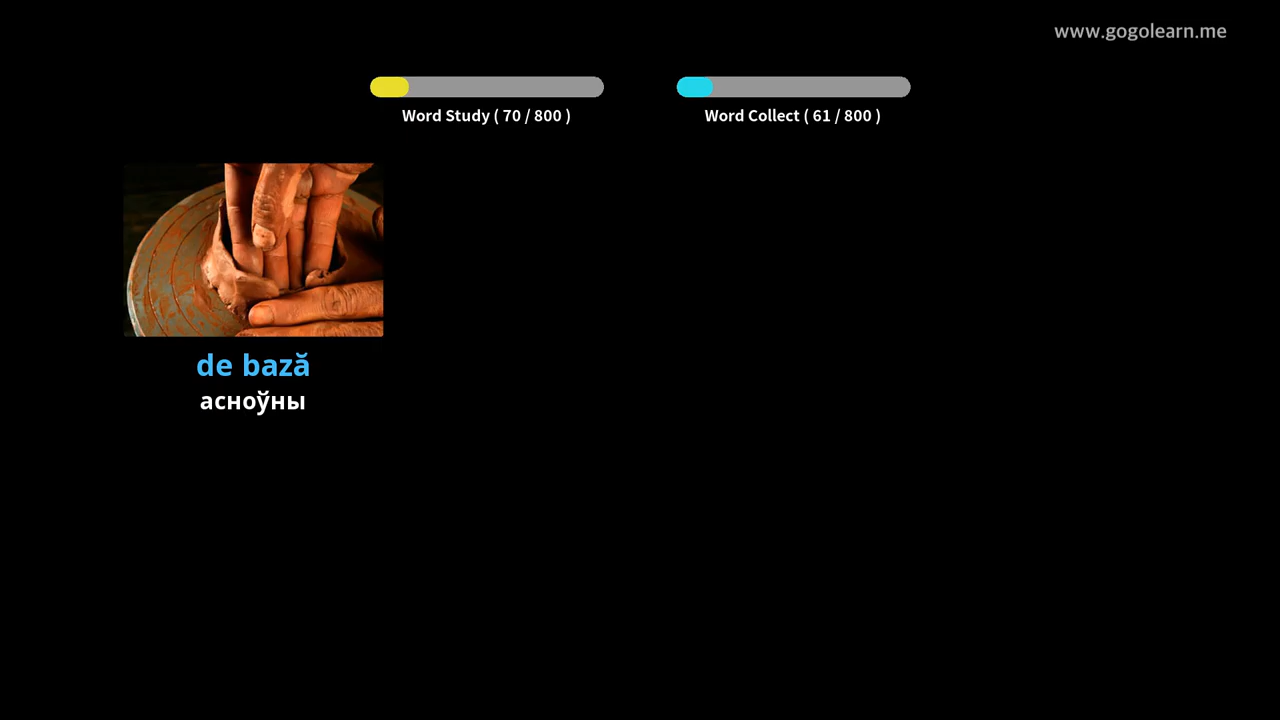 www.gogolearn.me
Word Study ( 70 / 800 )
Word Collect ( 61 / 800 )
de bază
асноўны